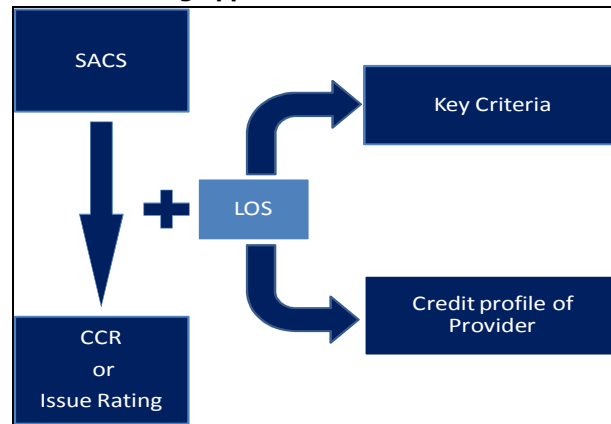 SACS
Key Criteria
LOS
Credit profile of
Provider
CCR
or
Issue Rating